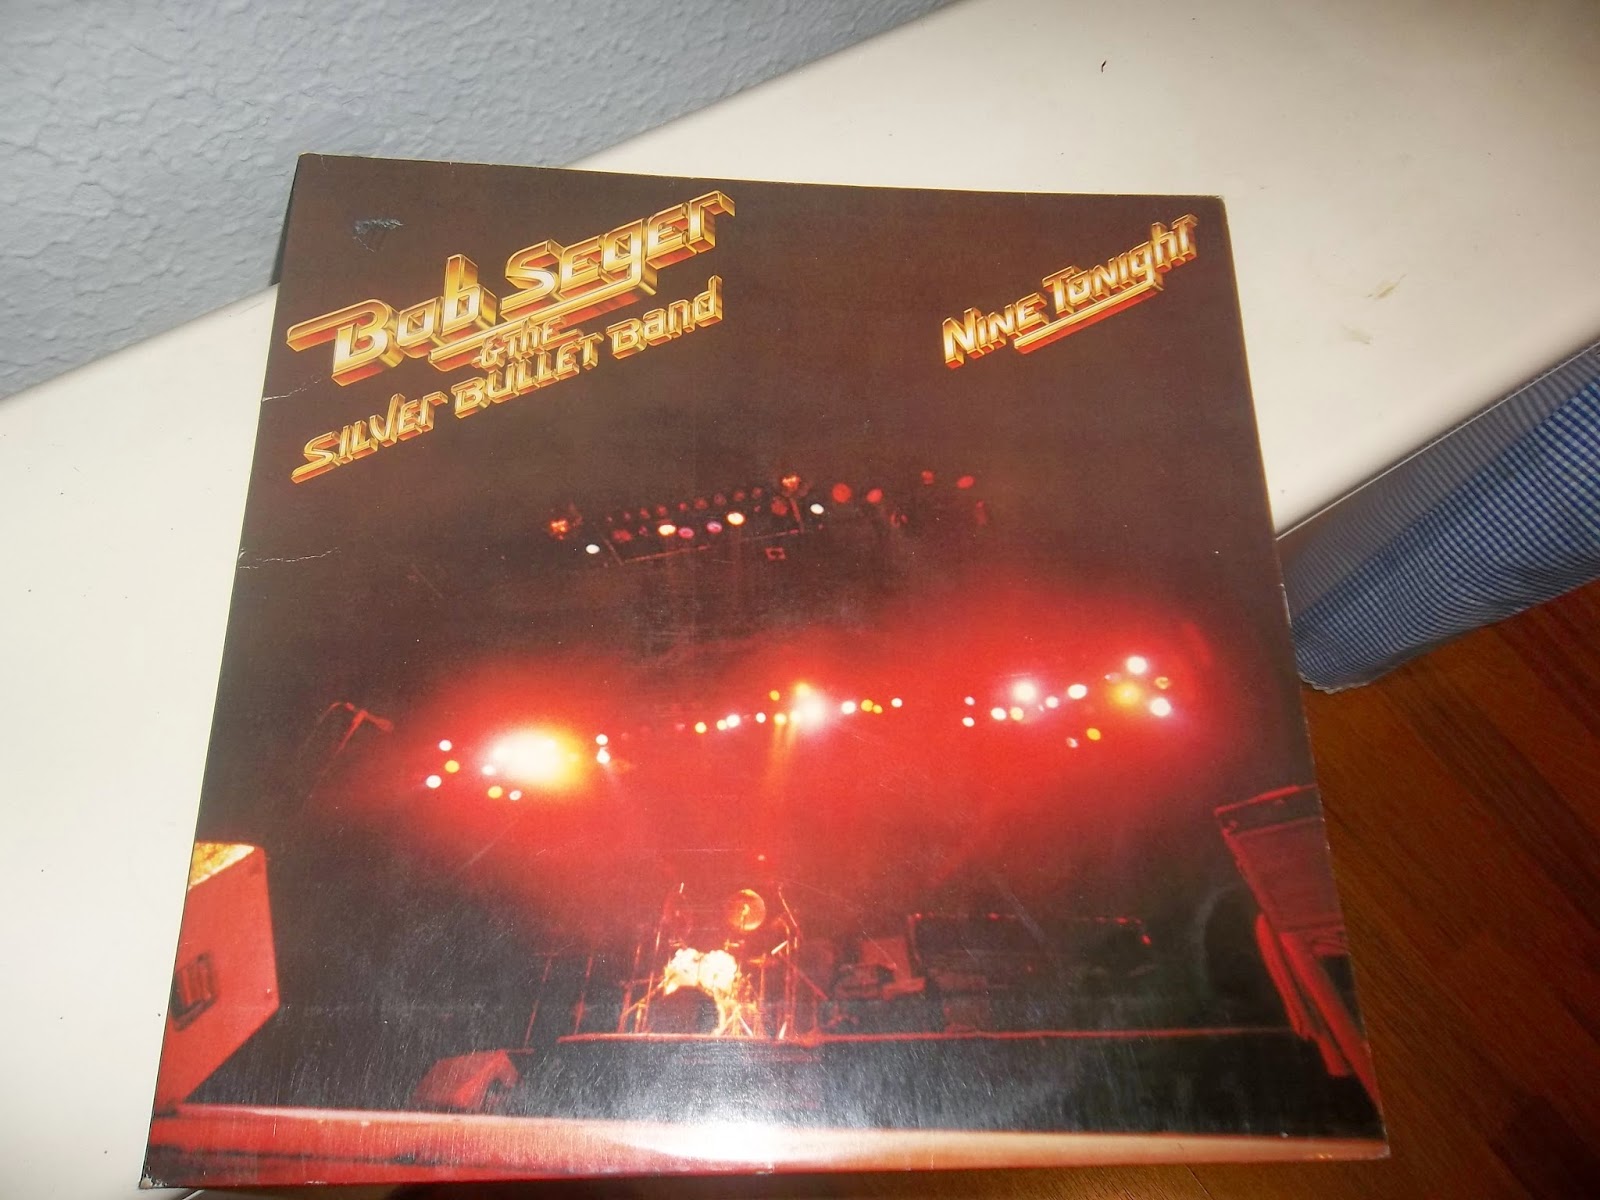 Bob Seger
& The
Silver Bullet Band
Nine Tonight